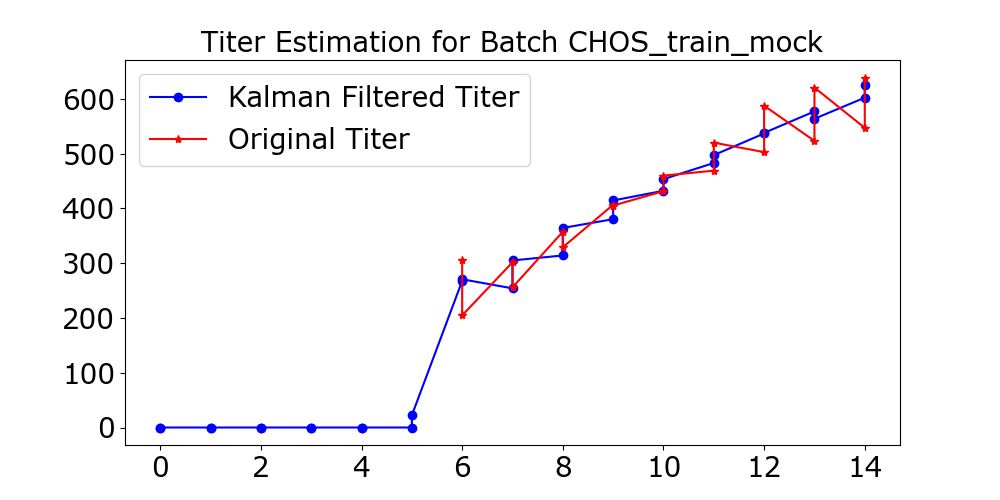 Titer Estimation for Batch CHOS_train_mock
Kalman Filtered Titer
Original Titer
600
500
400
300
200
100
0
0 2 4 6 8 10 12 14